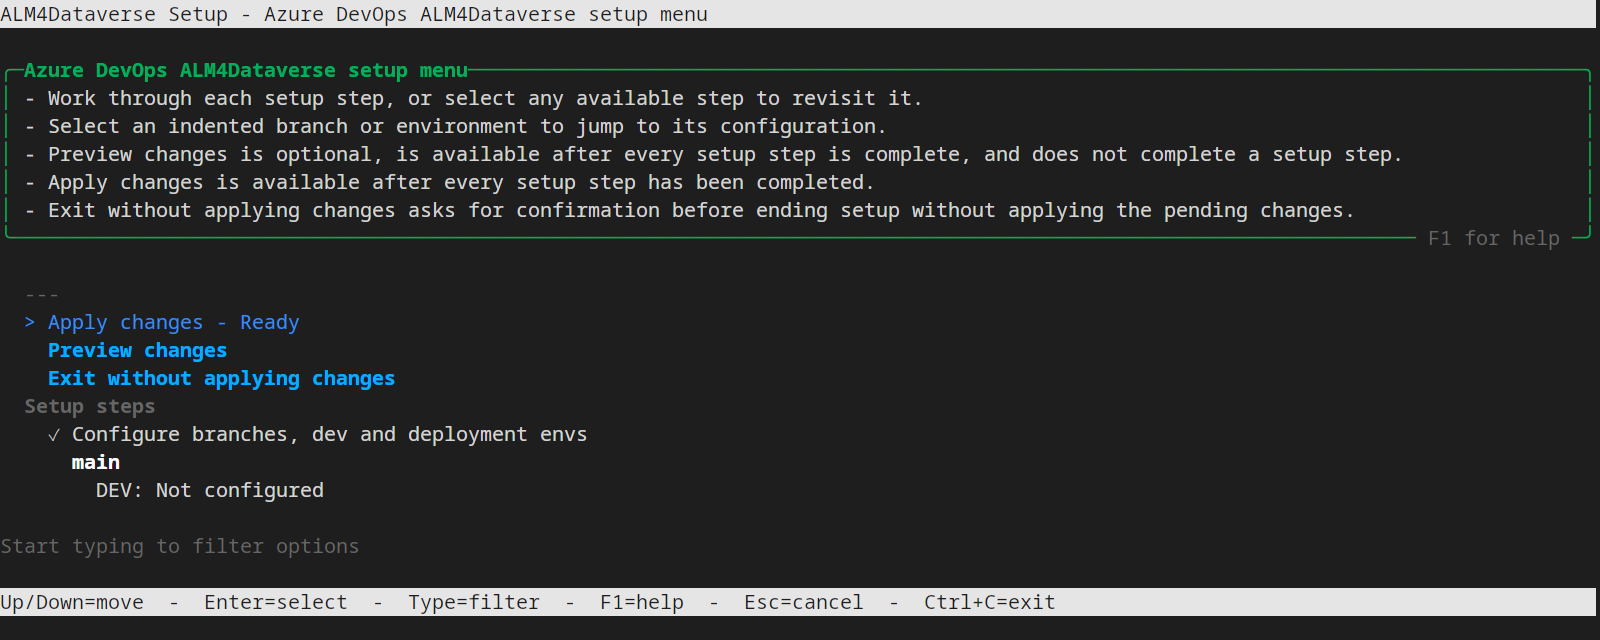 ALM4Dataverse Setup - Azure DevOps ALM4Dataverse setup menu
Azure DevOps ALM4Dataverse setup menu
- Work through each setup step, or select any available step to revisit it.
- Select an indented branch or environment to jump to its configuration.
- Preview changes is optional, is available after every setup step is complete, and does not complete a setup step.
- Apply changes is available after every setup step has been completed.
- Exit without applying changes asks for confirmation before ending setup without applying the pending changes.
F1 for help
---
> Apply changes - Ready
Preview changes
Exit without applying changes
Setup steps
✓ Configure branches, dev and deployment envs
main
DEV: Not configured
Start typing to filter options
Up/Down=move  -  Enter=select  -  Type=filter  -  F1=help  -  Esc=cancel  -  Ctrl+C=exit